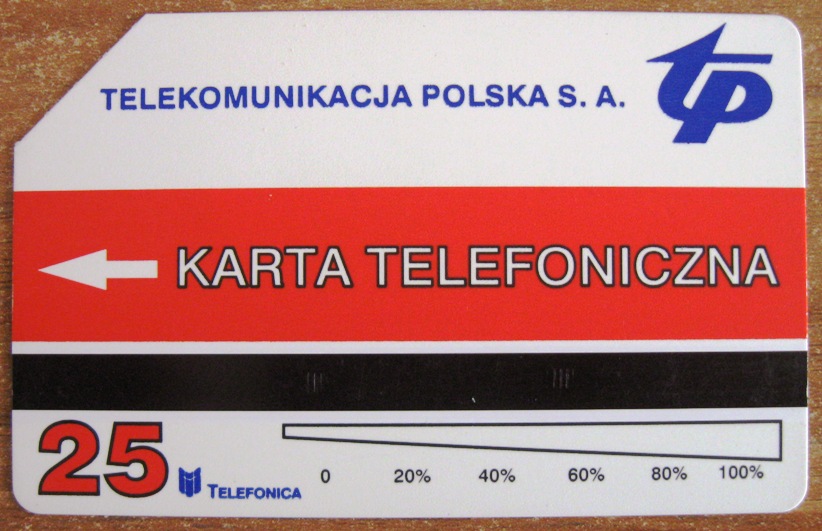 TELEKOMUNIKACJA POLSKA S. A.
tp
KARTA TELEFONICZNA
25
TELEFONICA
0 20% 40% 60% 80% 100%